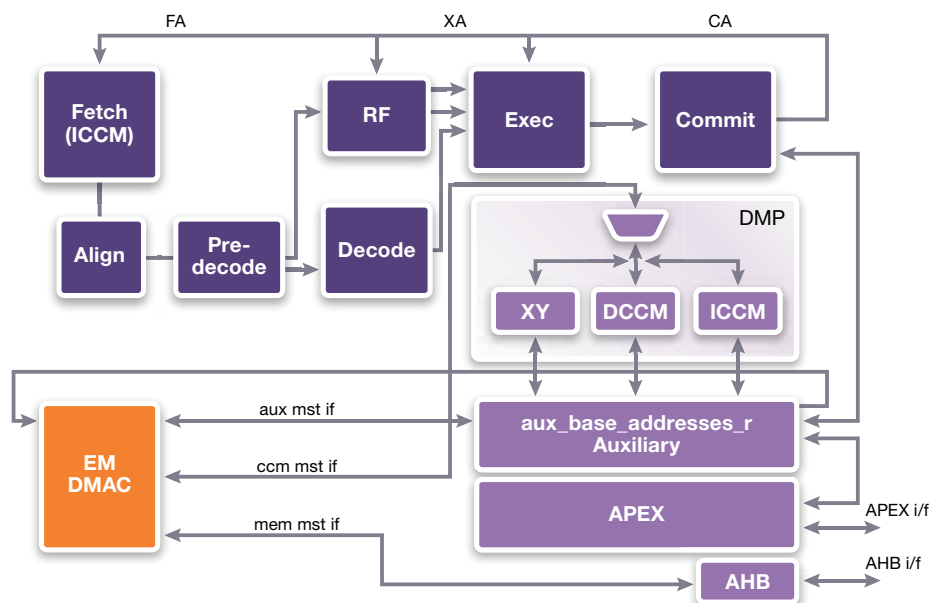 FA
XA
CA
Fetch
(ICCM)
RF
Exec
Commit
Align
Pre-
decode
Decode
DMP
XY
DCCM
ICCM
EM
DMAC
aux mst if
ccm mst if
mem mst if
aux_base_addresses_r
Auxiliary
APEX
APEX i/f
AHB
AHB i/f